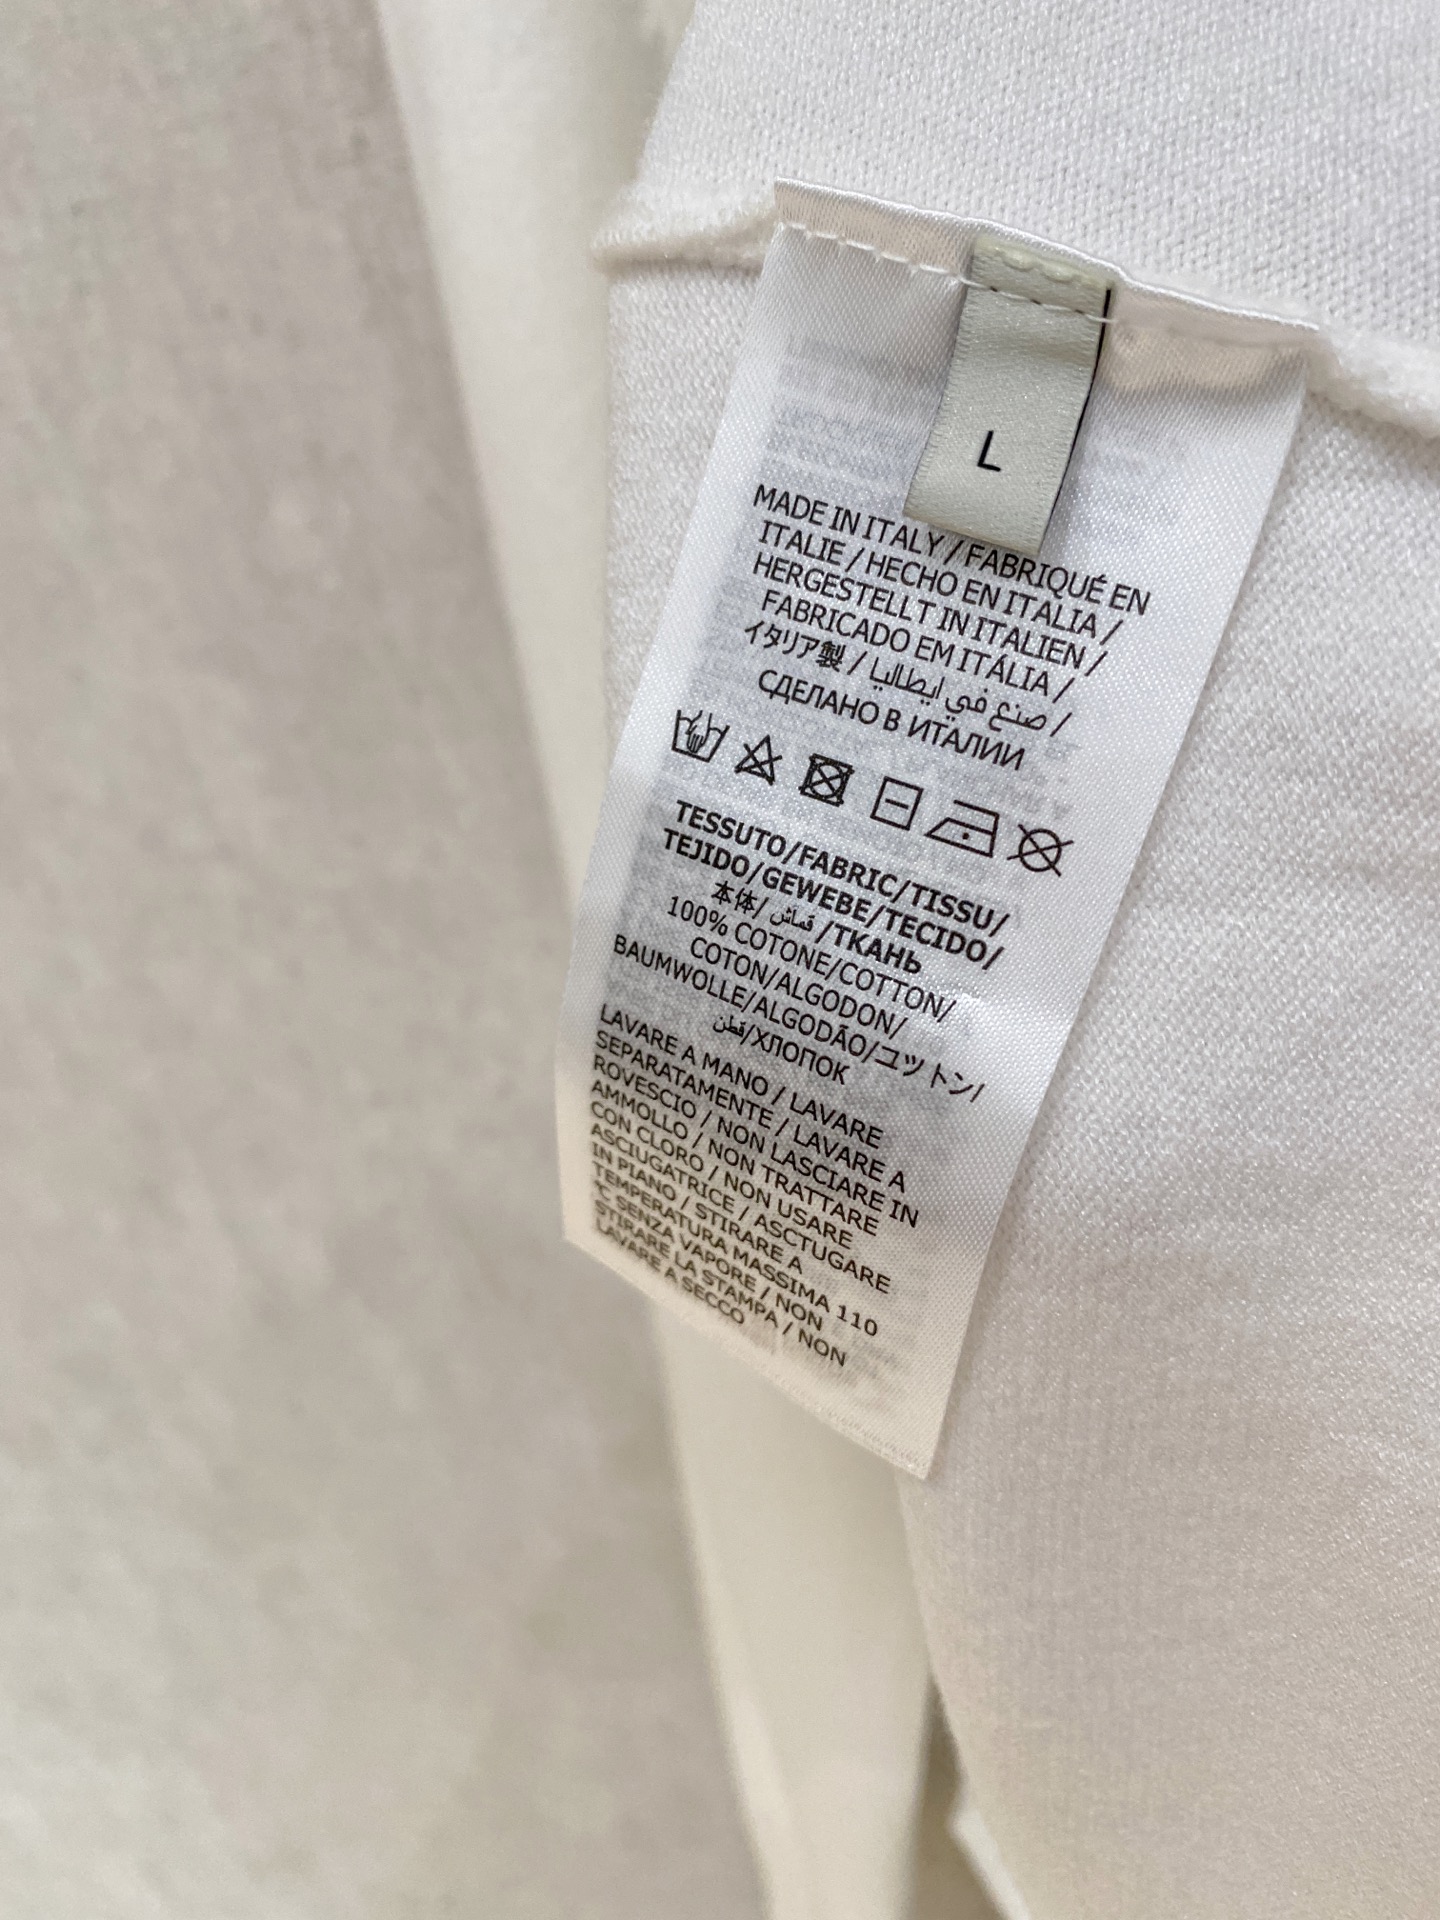 L
MADE IN ITALY / FABRIQUÉ EN
ITALIE / HECHO EN ITALIA /
HERGESTELLT IN ITALIEN /
FABRICADO EM ITÁLIA /
イタリア製 / صنع في ايطاليا /
СДЕЛАНО В ИТАЛИИ
TESSUTO/FABRIC/TISSU/
TEJIDO/GEWEBE/TECIDO/
本体/ قماش /ТКАНЬ
100% COTONE/COTTON/
COTON/ALGODON/
BAUMWOLLE/ALGODÃO/ユットン/
قطن/ХЛОПОК
LAVARE A MANO / LAVARE
SEPARATAMENTE / LAVARE A
ROVESCIO / NON LASCIARE IN
AMMOLLO / NON TRATTARE
CON CLORO / NON USARE
ASCIUGATRICE / ASCTUGARE
IN PIANO / STIRARE A
TEMPERATURA MASSIMA 110
°C SENZA VAPORE / NON
STIRARE LA STAMPA / NON
LAVARE A SECCO